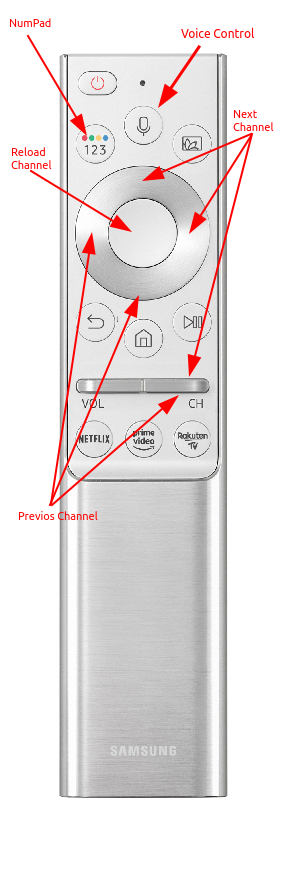 NumPad
Voice Control
Next
Channel
123
Reload
Channel
VOL
CH
NETFLIX
prime
video
Rakuten
TV
Previos Channel
SAMSUNG